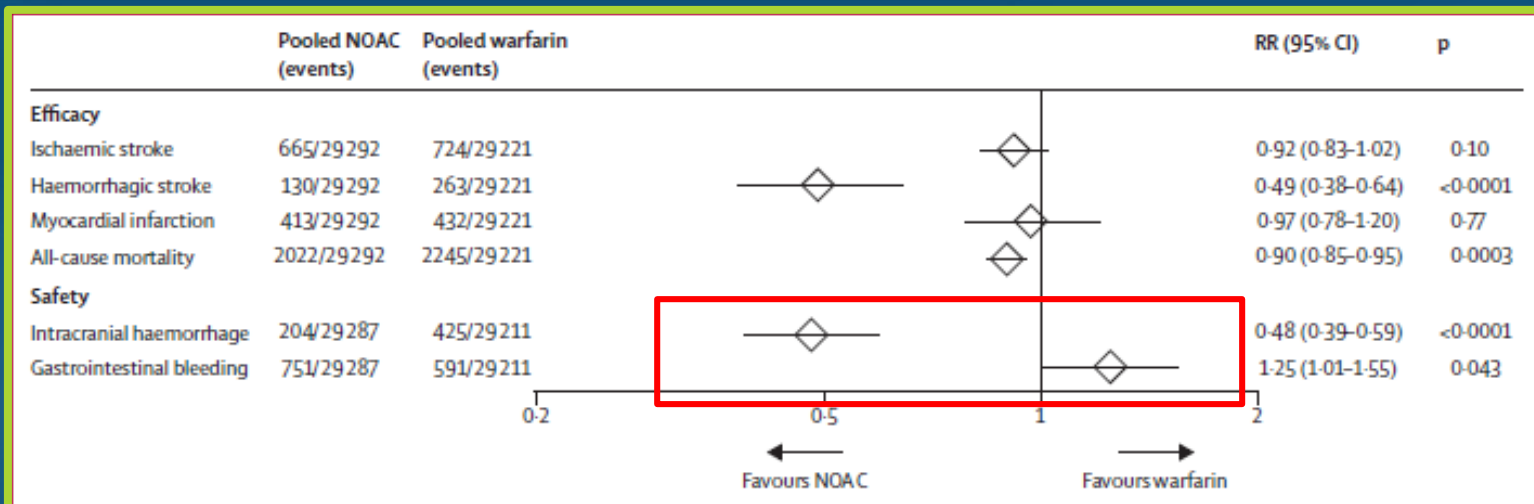 Pooled NOAC (events) Pooled warfarin (events) RR (95% CI) p
Efficacy
Ischaemic stroke 665/29292 724/29221 0·92 (0·83–1·02) 0·10
Haemorrhagic stroke 130/29292 263/29221 0·49 (0·38–0·64) <0·0001
Myocardial infarction 413/29292 432/29221 0·97 (0·78–1·20) 0·77
All-cause mortality 2022/29292 2245/29221 0·90 (0·85–0·95) 0·0003
Safety
Intracranial haemorrhage 204/29287 425/29211 0·48 (0·39–0·59) <0·0001
Gastrointestinal bleeding 751/29287 591/29211 1·25 (1·01–1·55) 0·043
0·2 0·5 1 2
Favours NOAC Favours warfarin